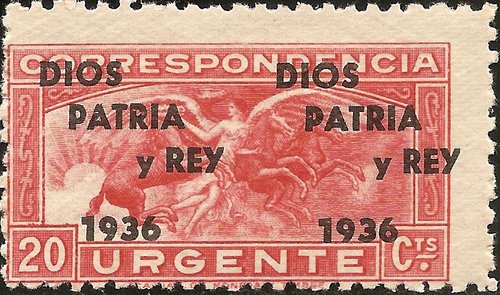 CORRESPONDENCIA
DIOS DIOS
PATRIA PATRIA
y REY y REY
1936 1936
20 CTS.
URGENTE